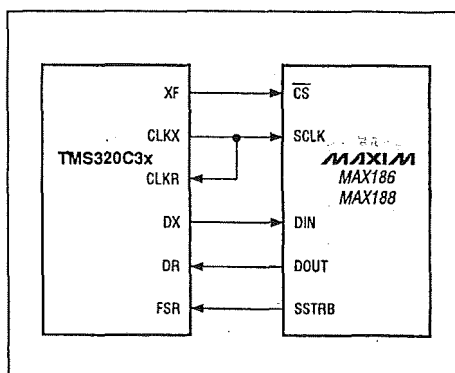 XF
CS
CLKX
SCLK
TMS320C3x
MAXIM
CLKR
MAX186
MAX188
DX
DIN
DR
DOUT
FSR
SSTRB